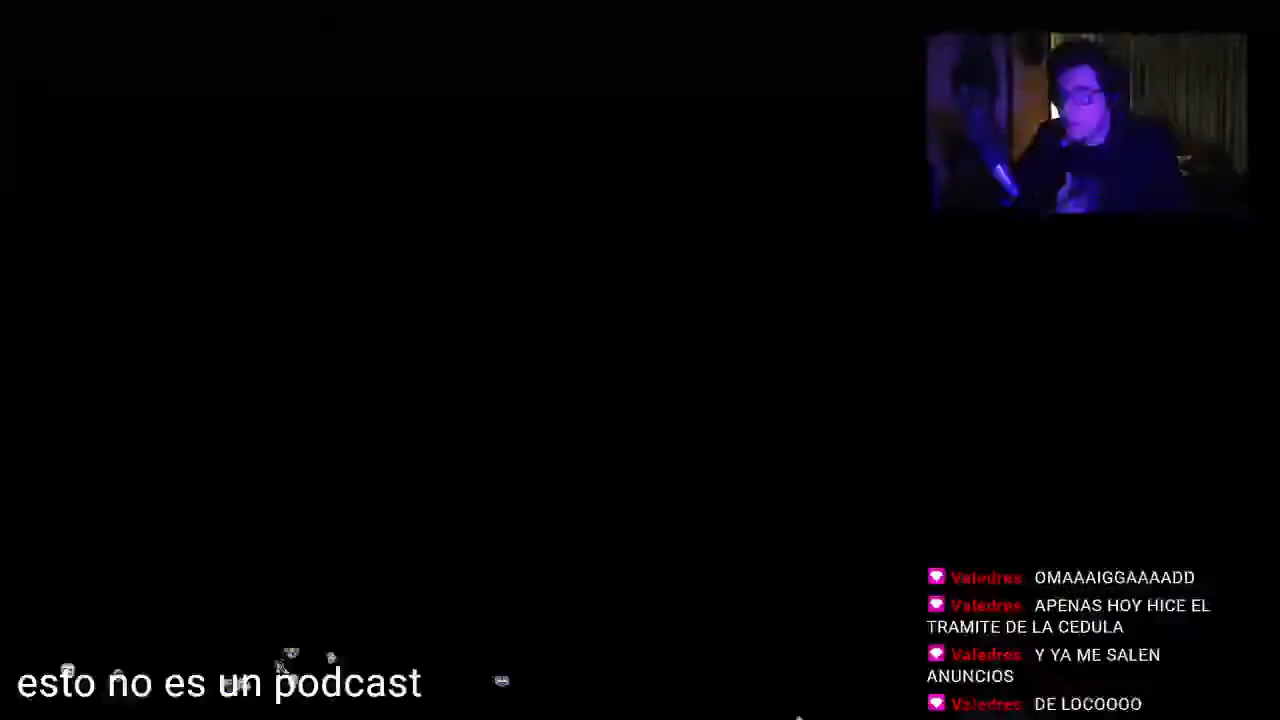 Valedres OMAAAIGGAAAADD
Valedres APENAS HOY HICE EL
TRAMITE DE LA CEDULA
Valedres Y YA ME SALEN
ANUNCIOS
Valedres DE LOCOOOO
esto no es un podcast